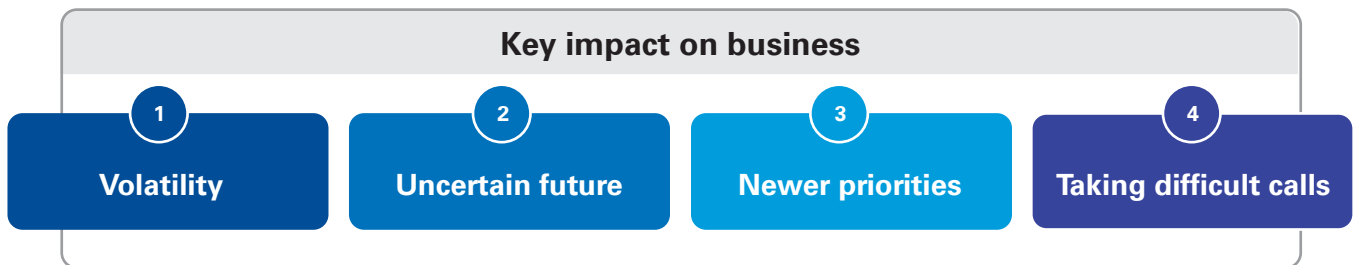 Key impact on business
1
Volatility
2
Uncertain future
3
Newer priorities
4
Taking difficult calls